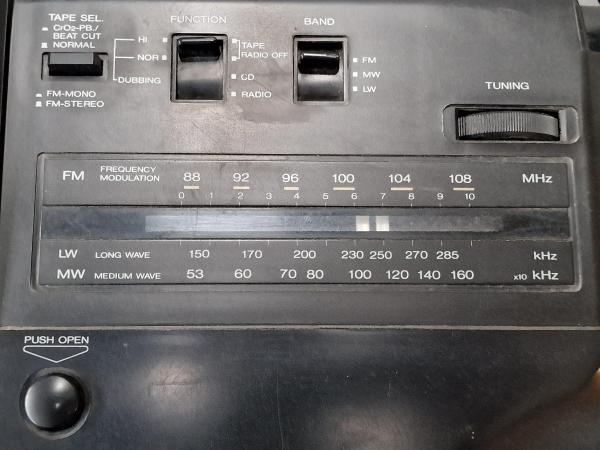 TAPE SEL.
CrO2-PB./
BEAT CUT
NORMAL
FM-MONO
FM-STEREO
FUNCTION
HI
NOR
DUBBING
TAPE
RADIO OFF
CD
RADIO
BAND
FM
MW
LW
TUNING
FM FREQUENCY MODULATION 88 92 96 100 104 108 MHz
0 1 2 3 4 5 6 7 8 9 10
LW LONG WAVE 150 170 200 230 250 270 285 kHz
MW MEDIUM WAVE 53 60 70 80 100 120 140 160 x10 kHz
PUSH OPEN